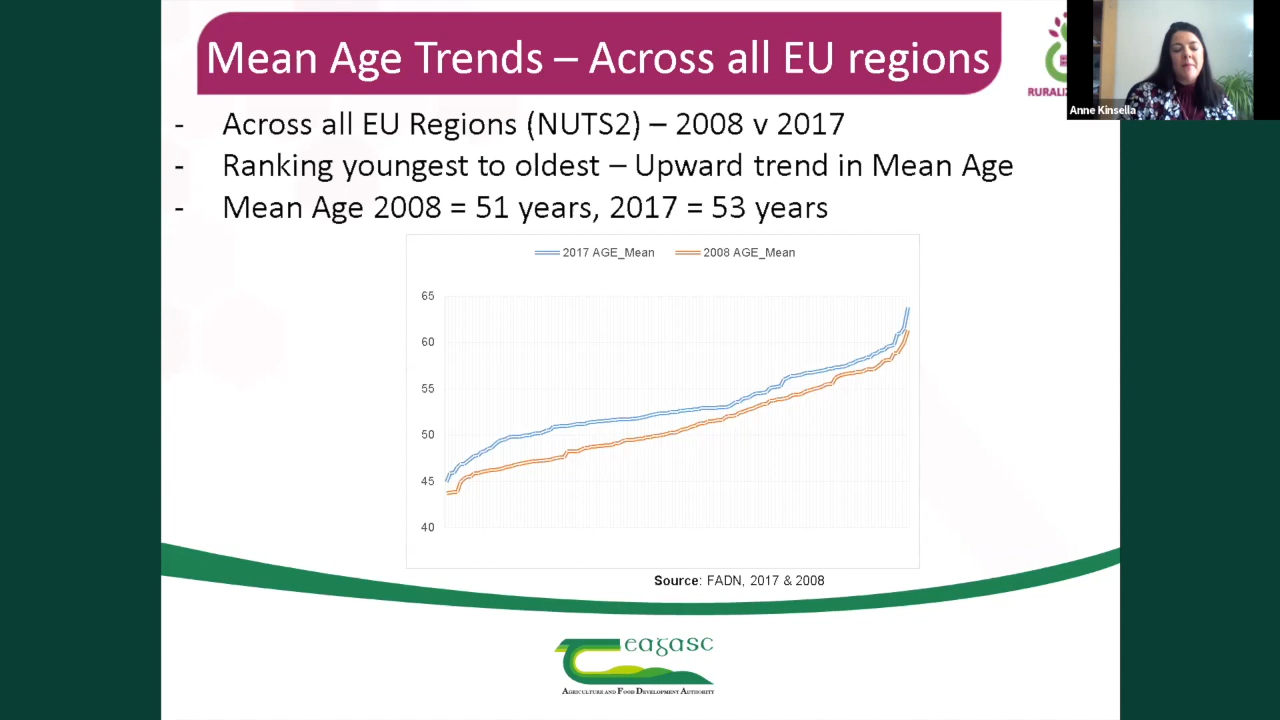 Mean Age Trends – Across all EU regions
Anne Kinsella
- Across all EU Regions (NUTS2) – 2008 v 2017
- Ranking youngest to oldest – Upward trend in Mean Age
- Mean Age 2008 = 51 years, 2017 = 53 years
2017 AGE_Mean 2008 AGE_Mean
65
60
55
50
45
40
Source: FADN, 2017 & 2008
eagasc
AGRICULTURE AND FOOD DEVELOPMENT AUTHORITY